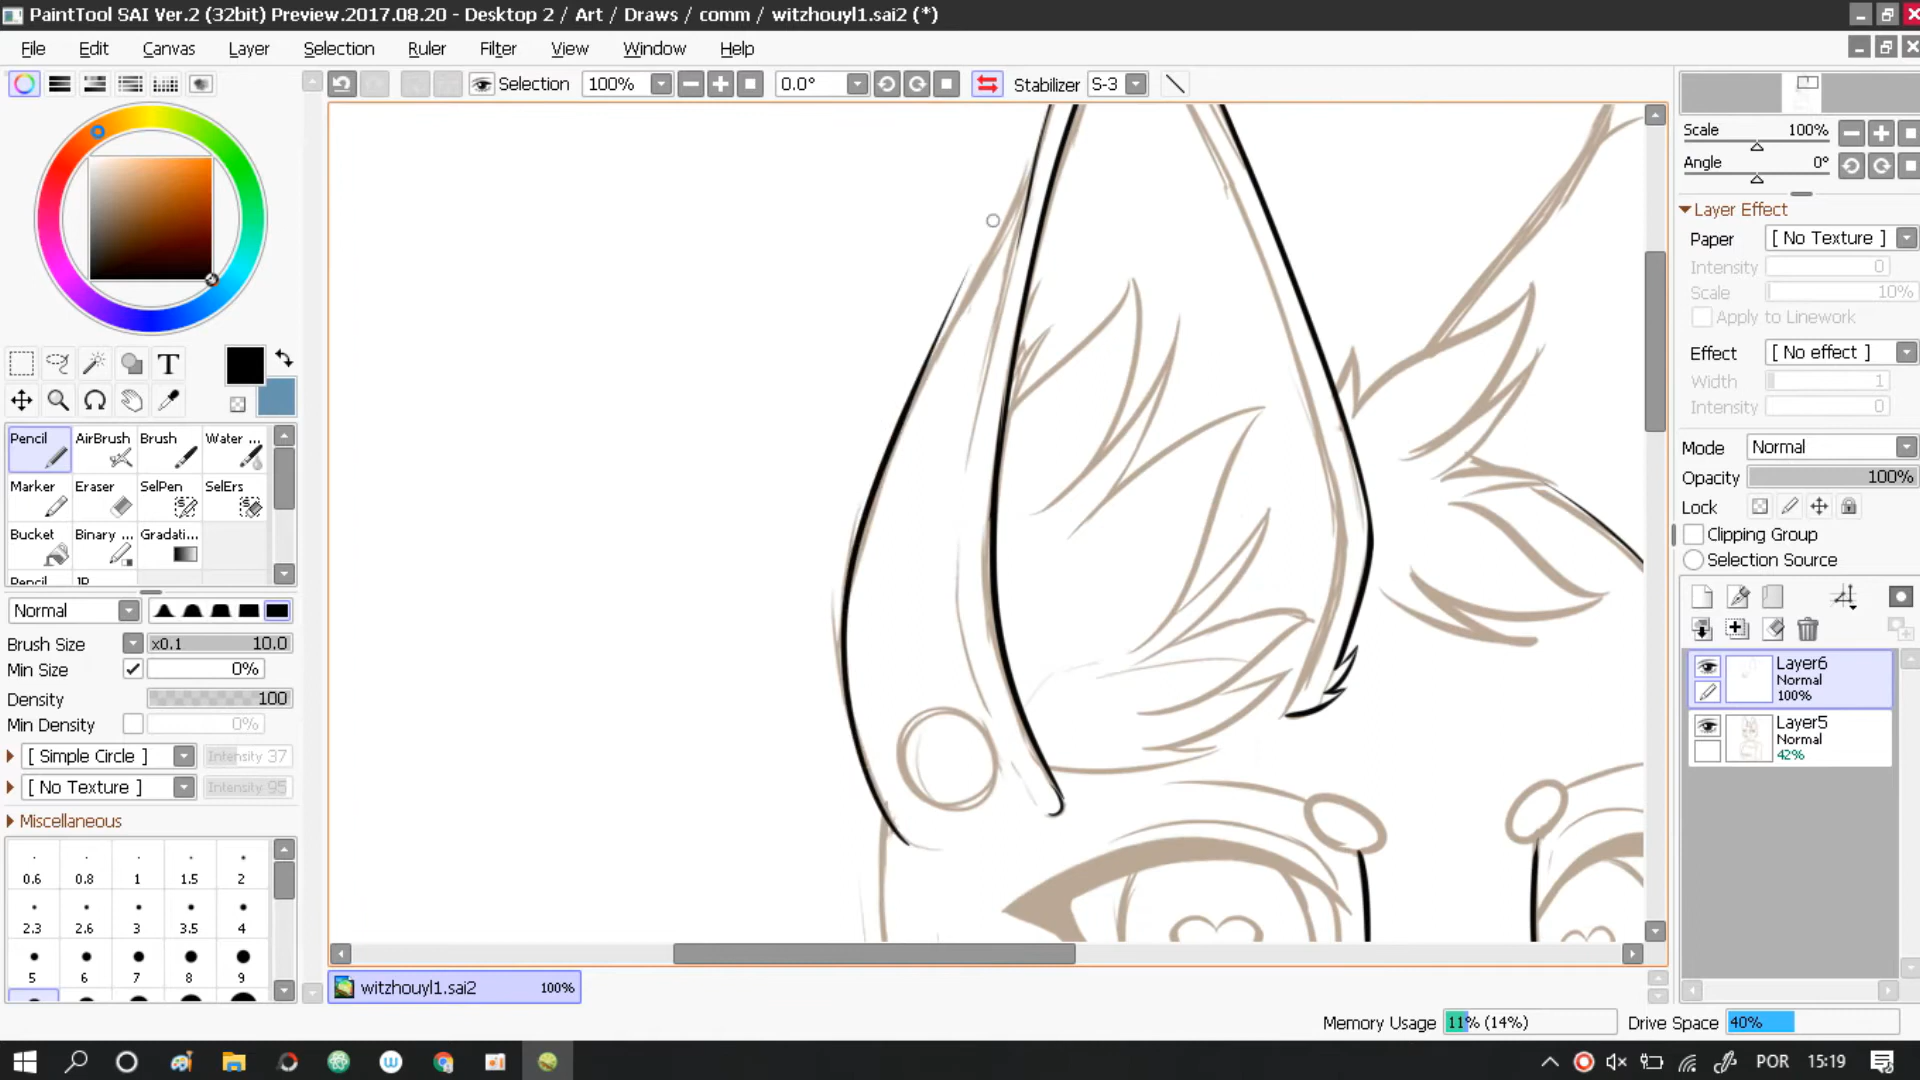 PaintTool SAI Ver.2 (32bit) Preview.2017.08.20 - Desktop 2 / Art / Draws / comm / witzhouyl1.sai2 (*)
File Edit Canvas Layer Selection Ruler Filter View Window Help
Selection 100% 0.0° Stabilizer S-3
Scale 100%
Angle 0°
Layer Effect
Paper [ No Texture ]
Intensity 0
Scale 10%
Apply to Linework
Effect [ No effect ]
Width 1
Intensity 0
Mode Normal
Opacity 100%
Lock
Clipping Group
Selection Source
Layer6
Normal
100%
Layer5
Normal
42%
T
Pencil AirBrush Brush Water ...
Marker Eraser SelPen SelErs
Bucket Binary ... Gradati...
Pencil
Normal
Brush Size x0.1 10.0
Min Size 0%
Density 100
Min Density 0%
[ Simple Circle ] Intensity 37
[ No Texture ] Intensity 95
Miscellaneous
0.6 0.8 1 1.5 2
2.3 2.6 3 3.5 4
5 6 7 8 9
witzhouyl1.sai2 100%
Memory Usage 11% (14%) Drive Space 40%
POR 15:19